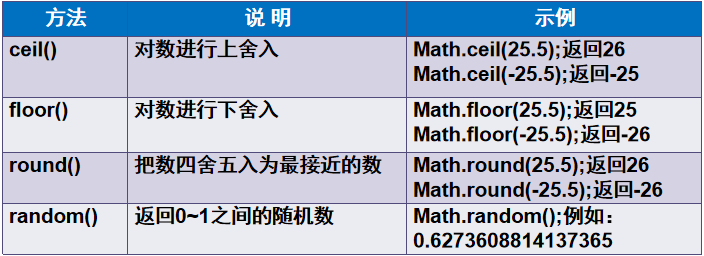 方法 说 明 示例
ceil() 对数进行上舍入 Math.ceil(25.5);返回26
Math.ceil(-25.5);返回-25
floor() 对数进行下舍入 Math.floor(25.5);返回25
Math.floor(-25.5);返回-26
round() 把数四舍五入为最接近的数 Math.round(25.5);返回26
Math.round(-25.5);返回-26
random() 返回0~1之间的随机数 Math.random();例如：
0.6273608814137365